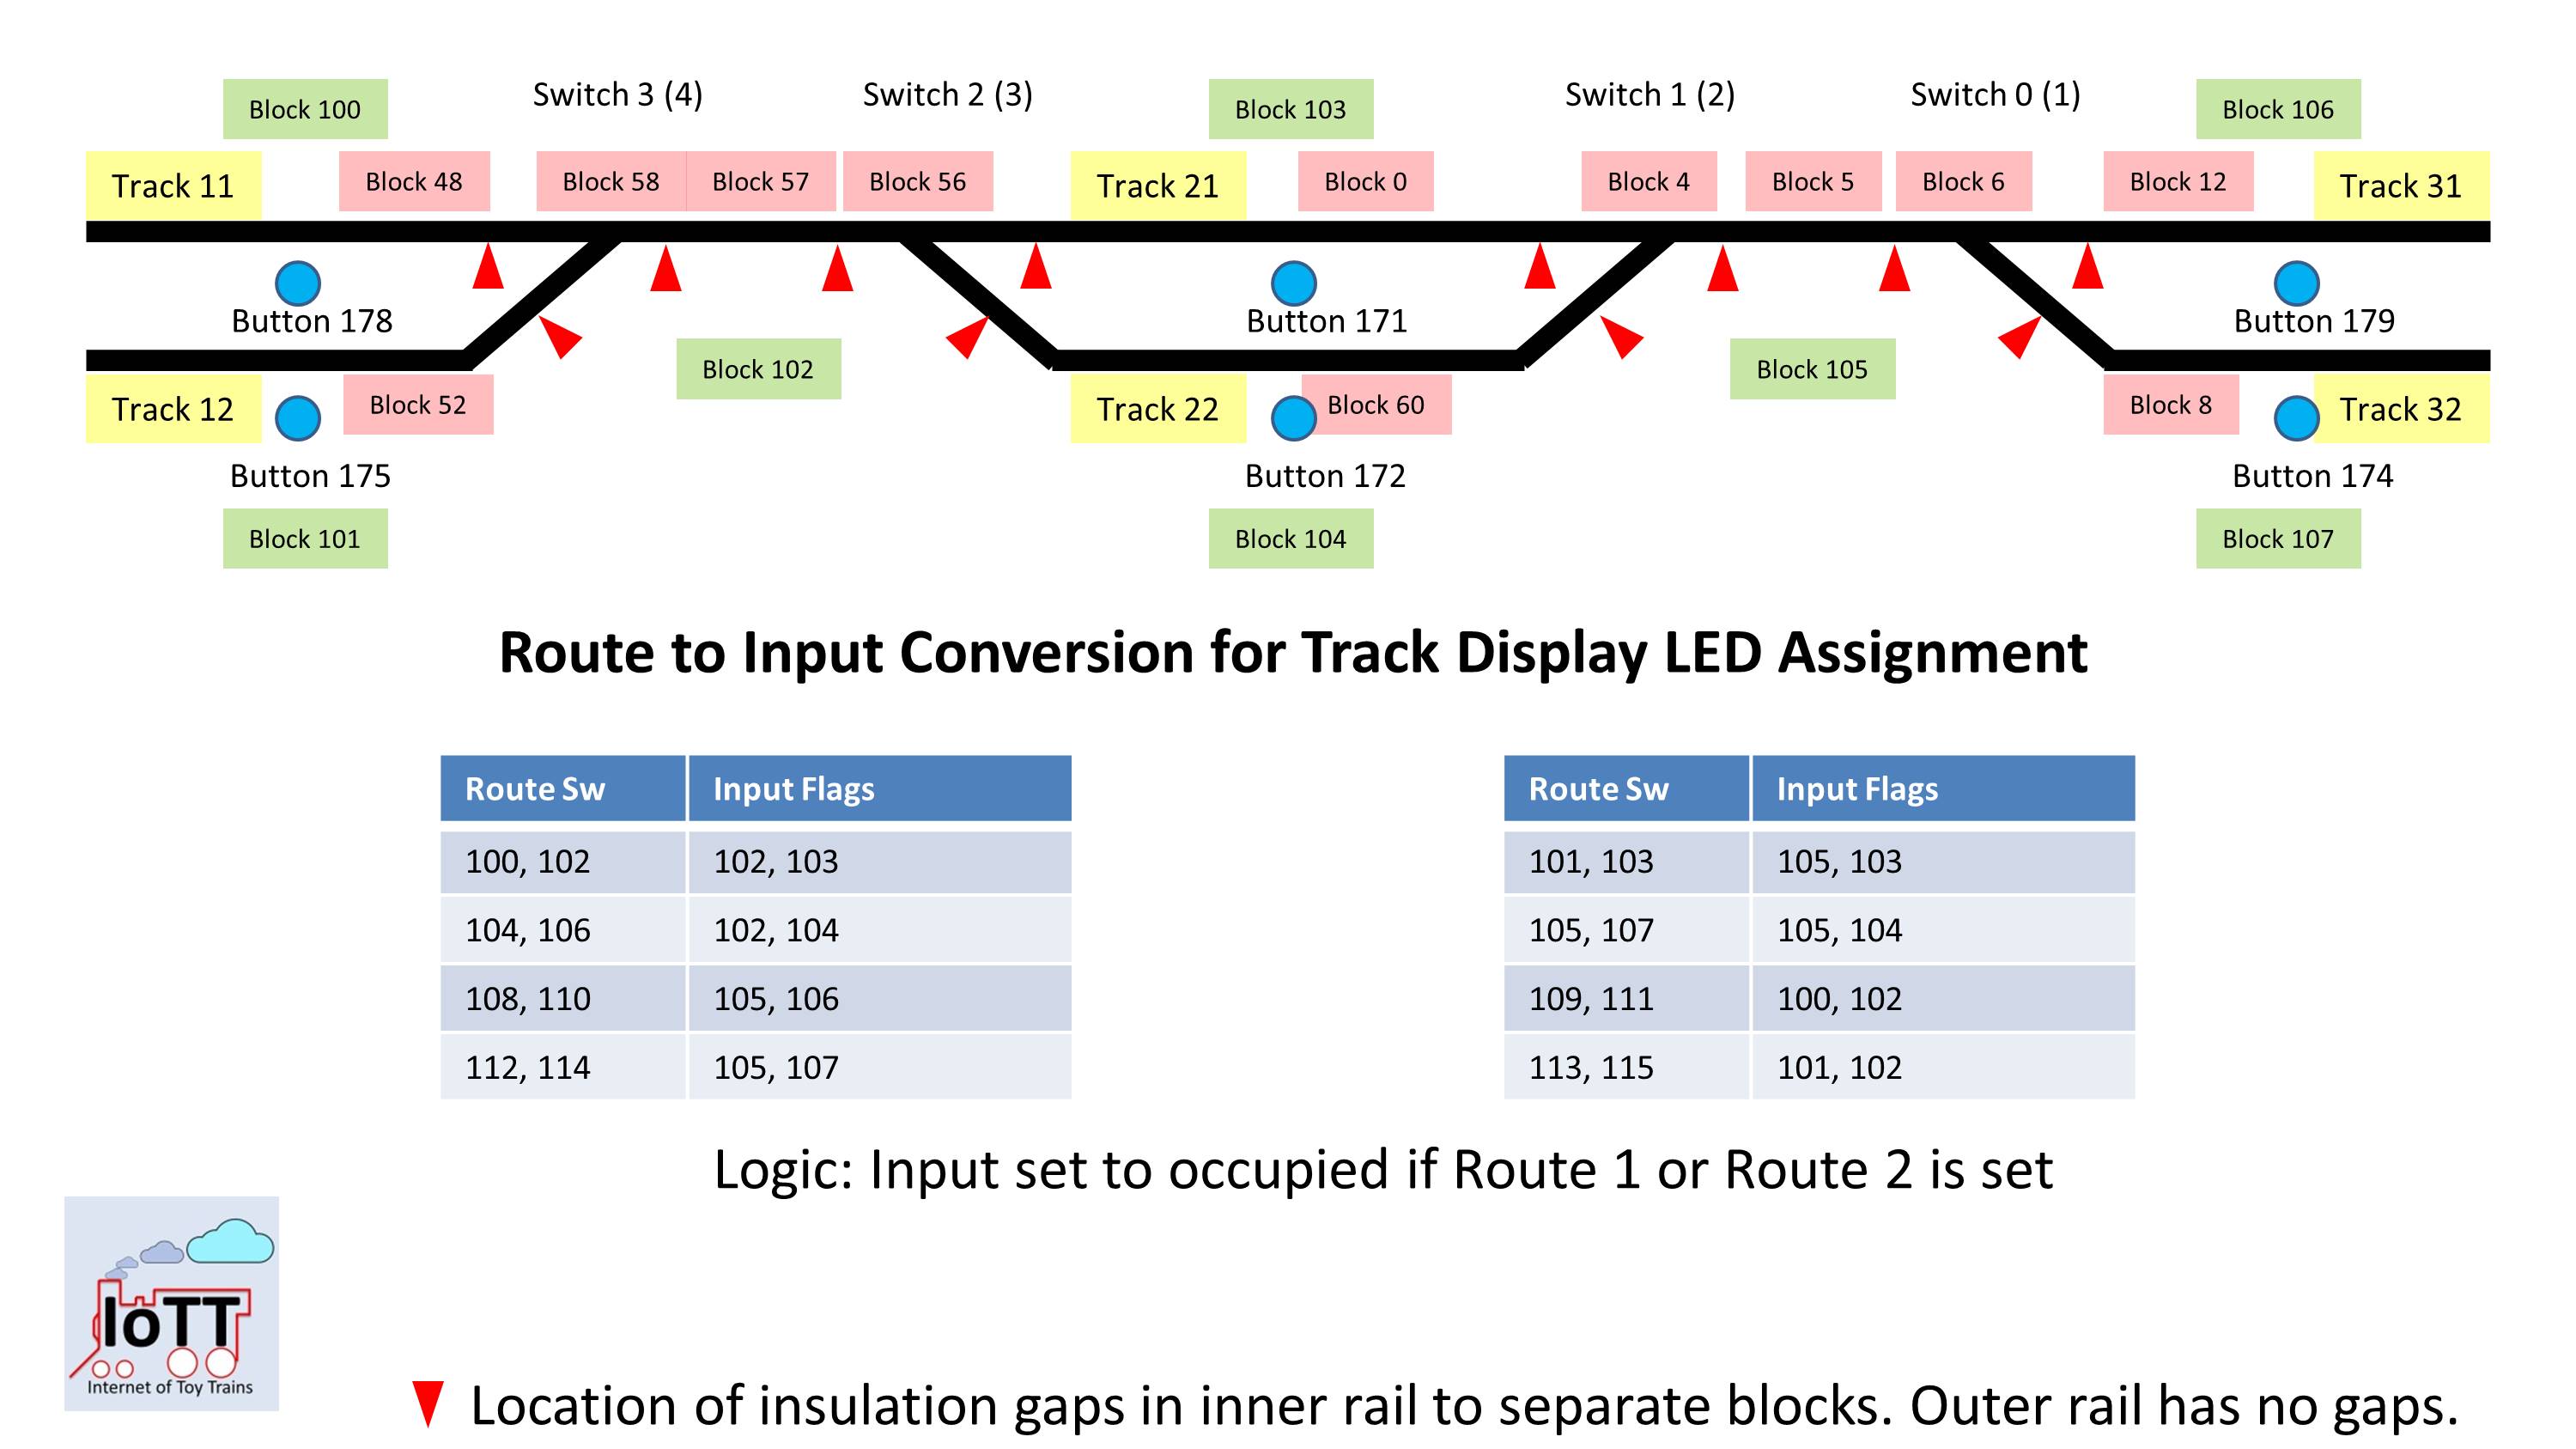 Switch 3 (4) Switch 2 (3) Switch 1 (2) Switch 0 (1)
Block 100 Block 103 Block 106
Track 11 Block 48 Block 58 Block 57 Block 56 Track 21 Block 0 Block 4 Block 5 Block 6 Block 12 Track 31
Button 178 Button 171 Button 179
Block 102 Block 105
Track 12 Block 52 Track 22 Block 60 Block 8 Track 32
Button 175 Button 172 Button 174
Block 101 Block 104 Block 107
Route to Input Conversion for Track Display LED Assignment
Route Sw Input Flags
100, 102 102, 103
104, 106 102, 104
108, 110 105, 106
112, 114 105, 107
Route Sw Input Flags
101, 103 105, 103
105, 107 105, 104
109, 111 100, 102
113, 115 101, 102
Logic: Input set to occupied if Route 1 or Route 2 is set
IoTT
Internet of Toy Trains
Location of insulation gaps in inner rail to separate blocks. Outer rail has no gaps.